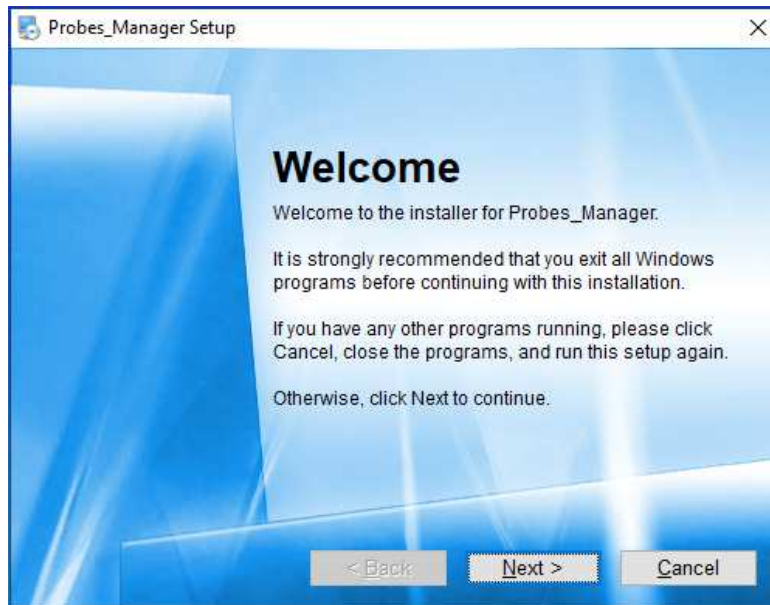 Probes_Manager Setup
Welcome
Welcome to the installer for Probes_Manager.
It is strongly recommended that you exit all Windows
programs before continuing with this installation.
If you have any other programs running, please click
Cancel, close the programs, and run this setup again.
Otherwise, click Next to continue.
< Back
Next >
Cancel